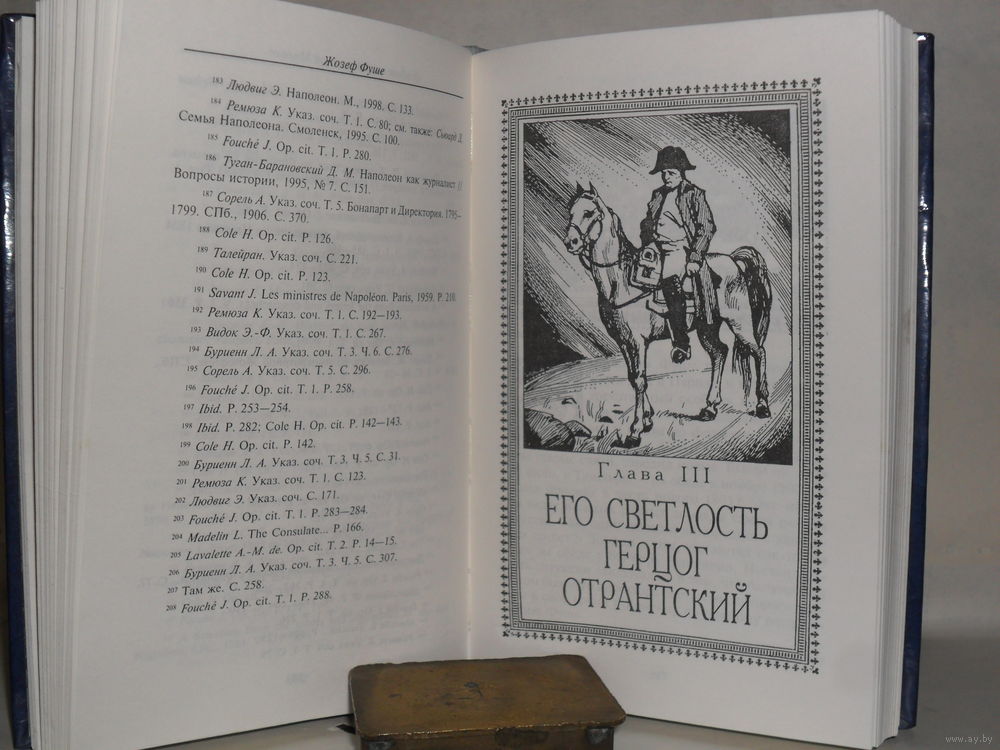 Жозеф Фуше
183 Людвиг Э. Наполеон. М., 1998. С. 133.
184 Ремюза К. Указ. соч. Т. 1. С. 80; см. также: Сьюард Д.
Семья Наполеона. Смоленск, 1995. С. 100.
185 Fouché J. Op. cit. T. 1. P. 280.
186 Туган-Барановский Д. М. Наполеон как журналист //
Вопросы истории, 1995, № 7. С. 151.
187 Сорель А. Указ. соч. Т. 5. Бонапарт и Директория. 1795–
1799. СПб., 1906. С. 370.
188 Cole H. Op. cit. P. 126.
189 Талейран. Указ. соч. С. 221.
190 Cole H. Op. cit. P. 123.
191 Savant J. Les ministres de Napoléon. Paris, 1959. P. 210.
192 Ремюза К. Указ. соч. Т. 1. С. 192—193.
193 Видок Э.-Ф. Указ. соч. Т. 1. С. 267.
194 Буриенн Л. А. Указ. соч. Т. 3. Ч. 6. С. 276.
195 Сорель А. Указ. соч. Т. 5. С. 296.
196 Fouché J. Op. cit. T. 1. P. 258.
197 Ibid. P. 253—254.
198 Ibid. P. 282; Cole H. Op. cit. P. 142—143.
199 Cole H. Op. cit. P. 142.
200 Буриенн Л. А. Указ. соч. Т. 3. Ч. 5. С. 31.
201 Ремюза К. Указ. соч. Т. 1. С. 123.
202 Людвиг Э. Указ. соч. С. 171.
203 Fouché J. Op. cit. T. 1. P. 283—284.
204 Madelin L. The Consulate... P. 166.
205 Lavalette A.-M. de. Op. cit. T. 2. P. 14—15.
206 Буриенн Л. А. Указ. соч. Т. 3. Ч. 5. С. 307.
207 Там же. С. 258.
208 Fouché J. Op. cit. T. 1. P. 288.
Глава III
ЕГО СВЕТЛОСТЬ
ГЕРЦОГ
ОТРАНТСКИЙ
www.ay.by